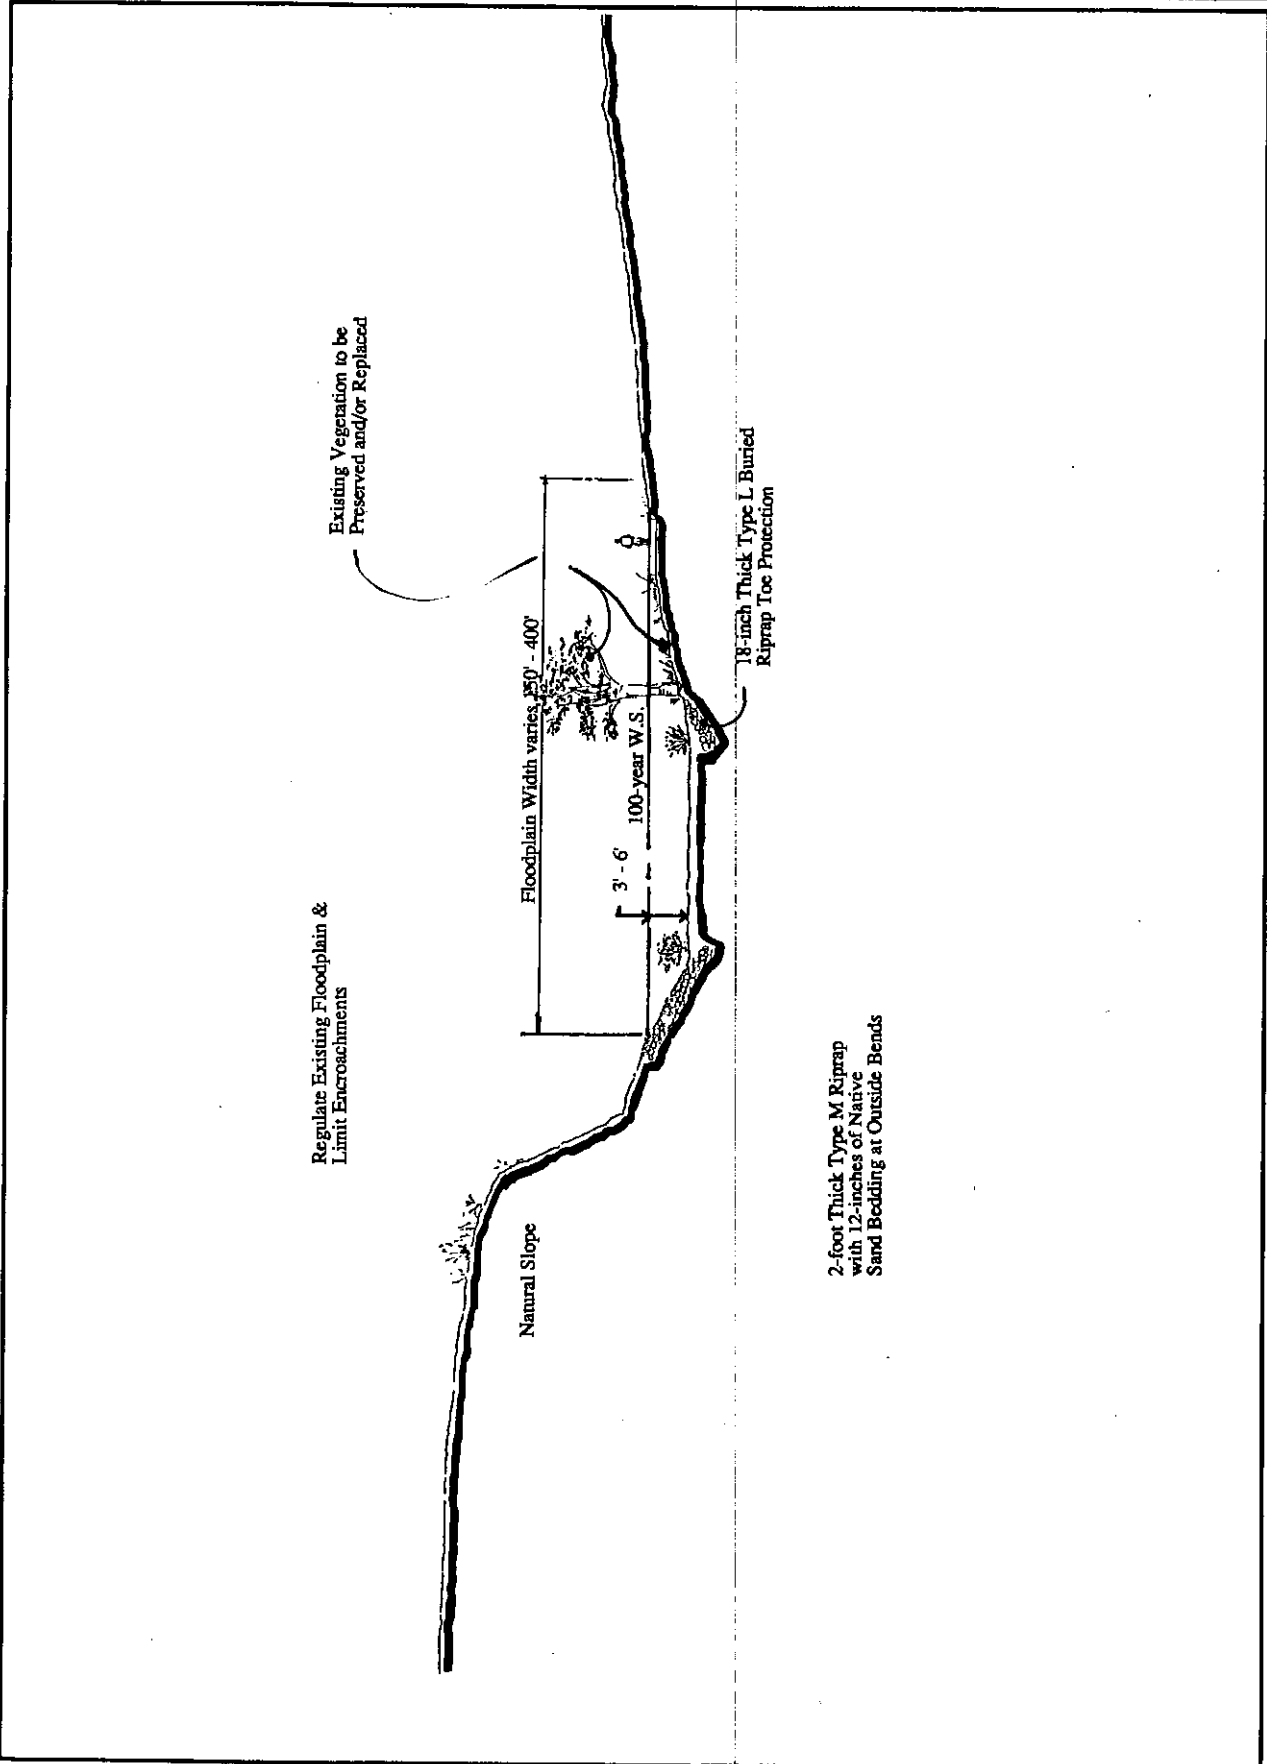 Regulate Existing Floodplain &
Limit Encroachments
Existing Vegetation to be
Preserved and/or Replaced
Natural Slope
Floodplain Width varies - 400'
3' - 6'
100-year W.S.
18-inch Thick Type L Buried
Riprap Toe Protection
2-foot Thick Type M Riprap
with 12-inches of Native
Sand Bedding at Outside Bends